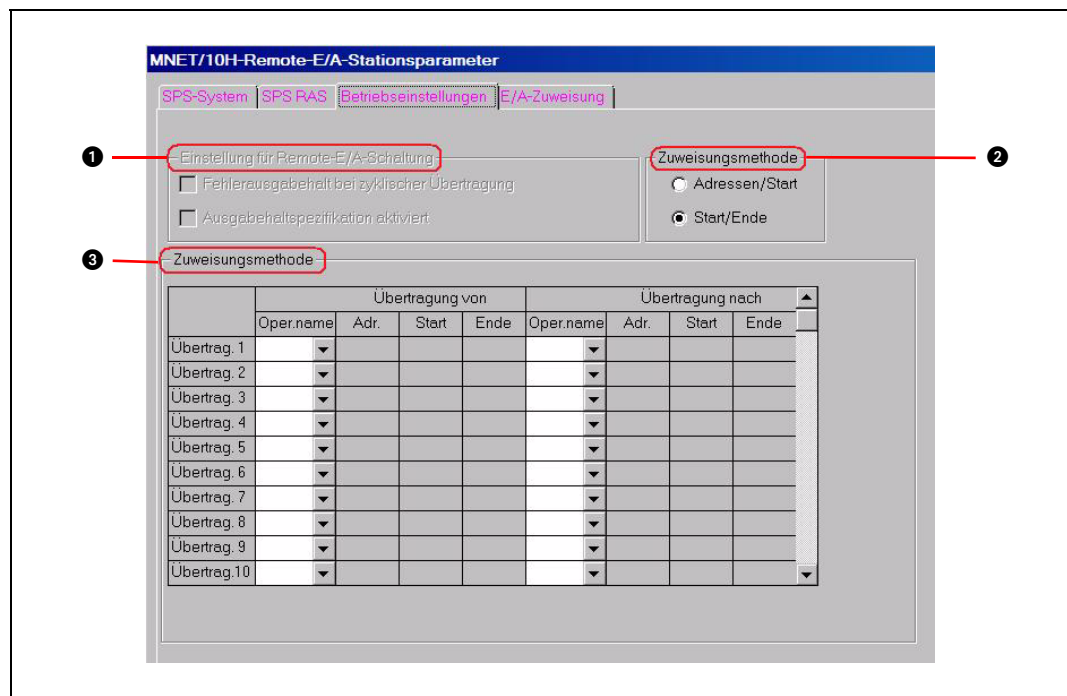 MNET/10H-Remote-E/A-Stationsparameter
SPS-System SPS RAS Betriebseinstellungen E/A-Zuweisung
❶ Einstellung für Remote-E/A-Schaltung
Zuweisungsmethode ❷
Fehlerausgabehalt bei zyklischer Übertragung
Adressen/Start
Ausgabehaltspezifikation aktiviert
Start/Ende
❸ Zuweisungsmethode
Übertragung von Übertragung nach
Oper.name Adr. Start Ende Oper.name Adr. Start Ende
Übertrag. 1
Übertrag. 2
Übertrag. 3
Übertrag. 4
Übertrag. 5
Übertrag. 6
Übertrag. 7
Übertrag. 8
Übertrag. 9
Übertrag.10